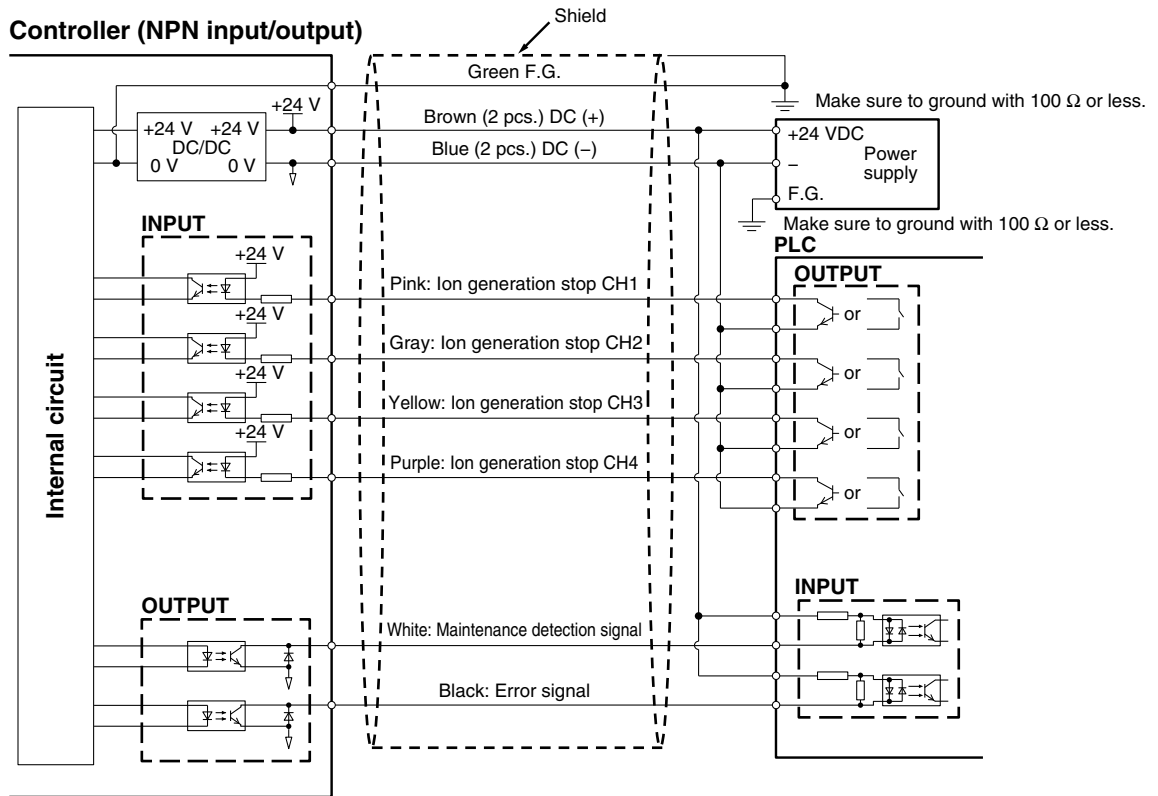 Shield
Controller (NPN input/output)
Green F.G.
+24 V
Make sure to ground with 100 Ω or less.
Brown (2 pcs.) DC (+)
+24 V +24 V
DC/DC
0 V 0 V
+24 VDC
Blue (2 pcs.) DC (−)
–
Power
supply
F.G.
INPUT
Make sure to ground with 100 Ω or less.
PLC
+24 V
OUTPUT
Pink: Ion generation stop CH1
or
+24 V
Gray: Ion generation stop CH2
or
+24 V
Yellow: Ion generation stop CH3
or
+24 V
Purple: Ion generation stop CH4
or
Internal circuit
INPUT
OUTPUT
White: Maintenance detection signal
Black: Error signal